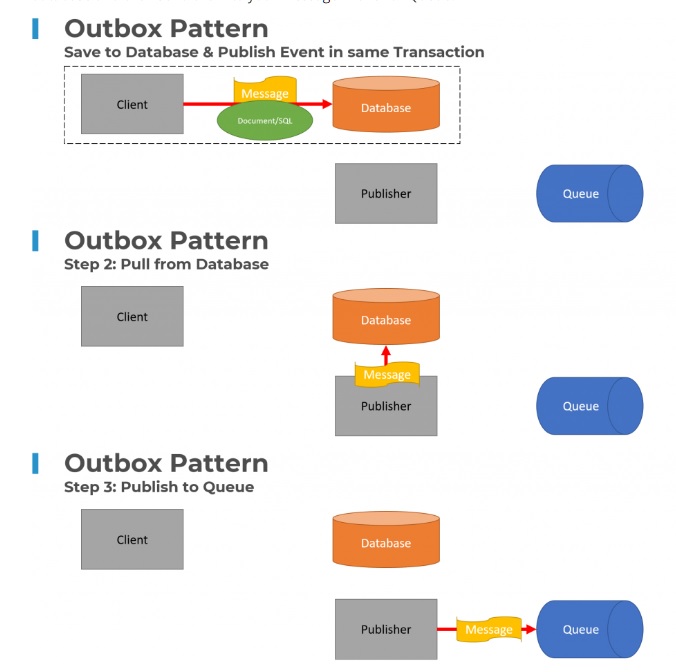 Outbox Pattern
Save to Database & Publish Event in same Transaction
Client
Message
Document/SQL
Database
Publisher
Queue
Outbox Pattern
Step 2: Pull from Database
Client
Database
Message
Publisher
Queue
Outbox Pattern
Step 3: Publish to Queue
Client
Database
Publisher
Message
Queue